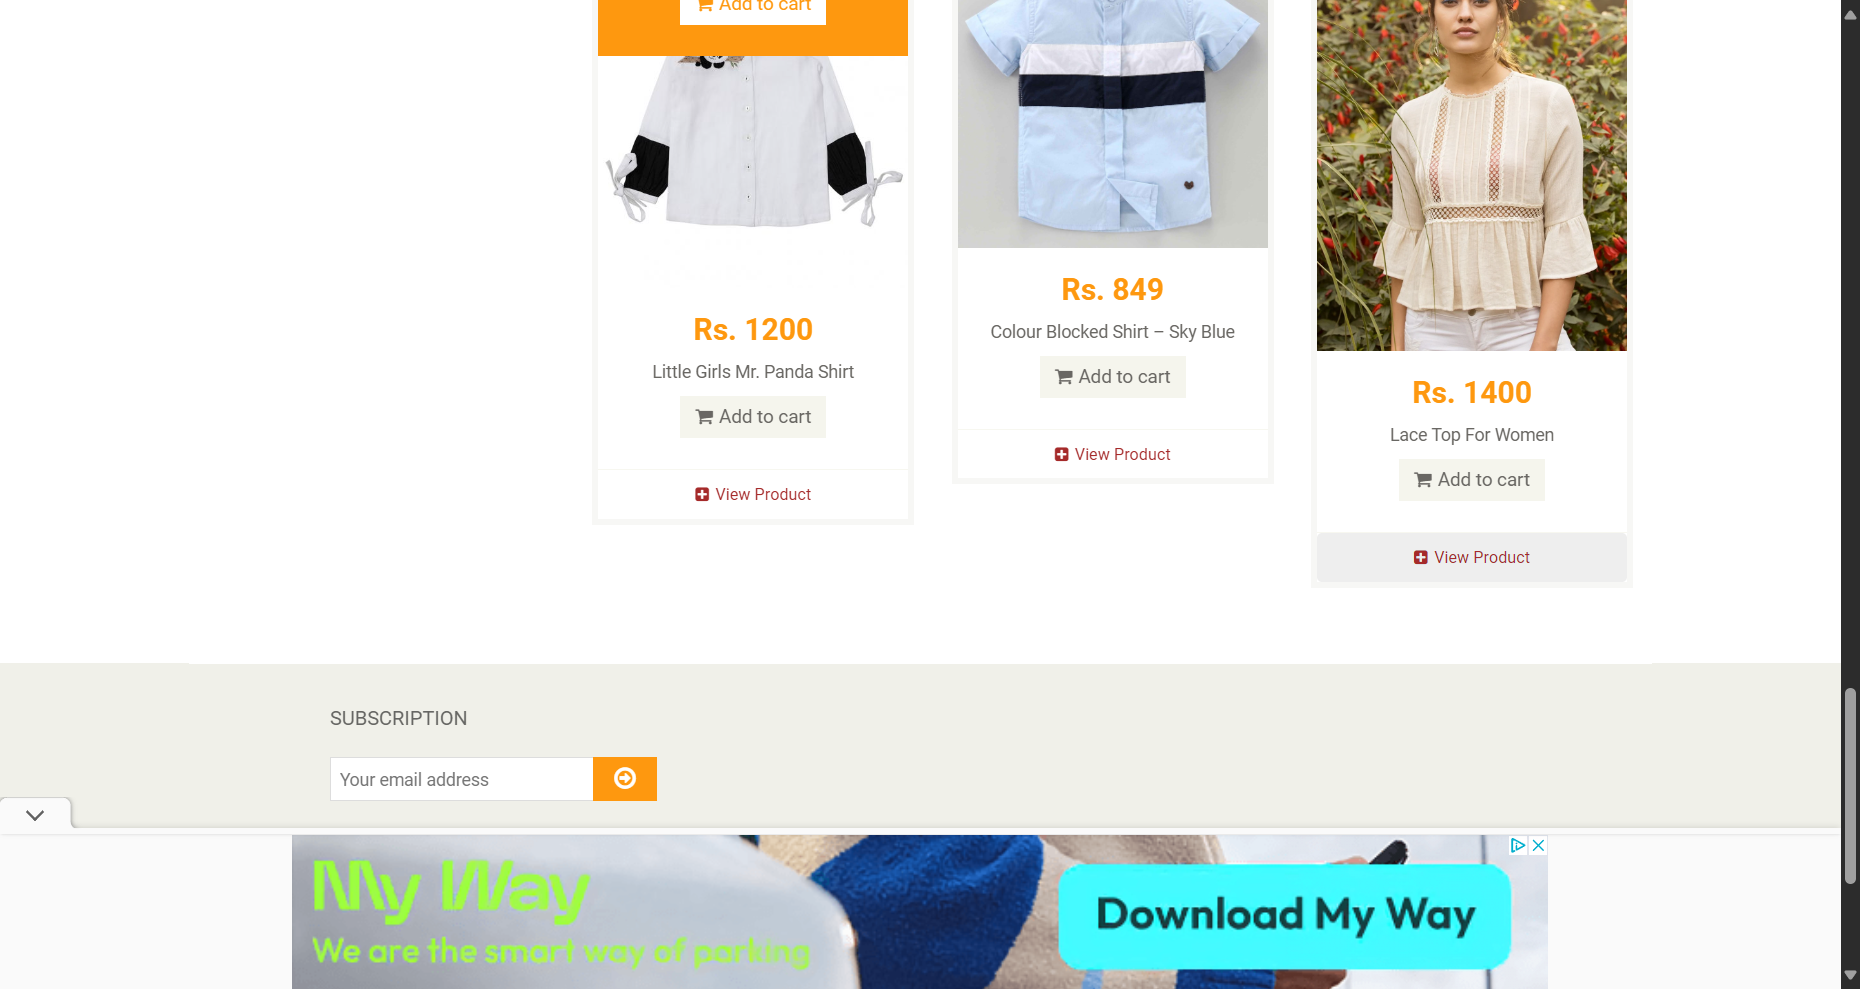 Add to cart
Rs. 1200
Little Girls Mr. Panda Shirt
Add to cart
View Product
Rs. 849
Colour Blocked Shirt – Sky Blue
Add to cart
View Product
Rs. 1400
Lace Top For Women
Add to cart
View Product
SUBSCRIPTION
Your email address
My Way
We are the smart way of parking
Download My Way